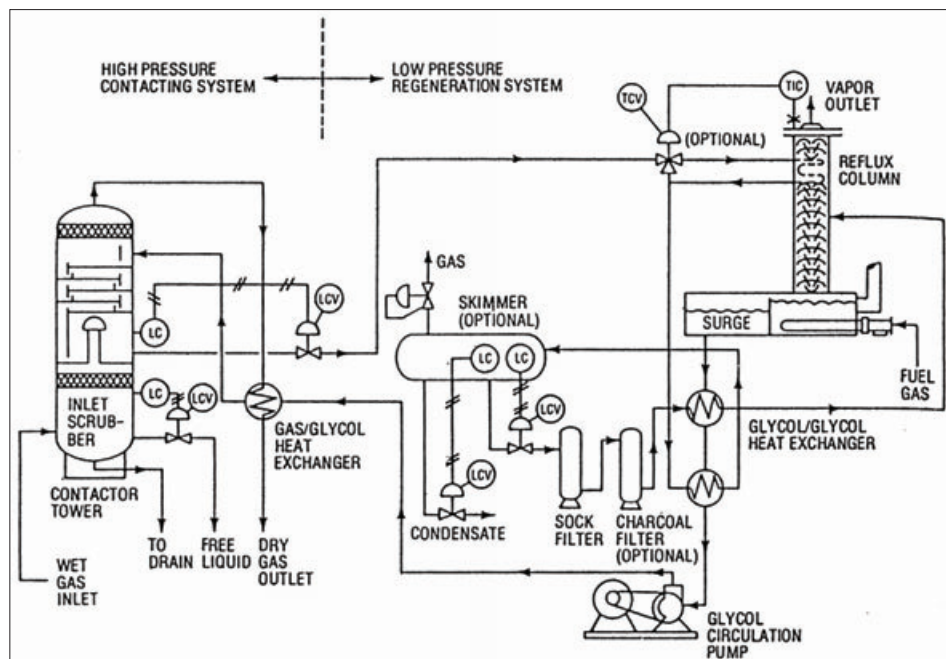 HIGH PRESSURE
CONTACTING SYSTEM
LOW PRESSURE
REGENERATION SYSTEM
TCV
(OPTIONAL)
TIC
VAPOR
OUTLET
REFLUX
COLUMN
GAS
SKIMMER
(OPTIONAL)
LCV
LC
LC
LC
LCV
SURGE
FUEL
GAS
LC
LCV
INLET
SCRUB-
BER
GAS/GLYCOL
HEAT
EXCHANGER
GLYCOL/GLYCOL
HEAT EXCHANGER
LCV
CONTACTOR
TOWER
CONDENSATE
SOCK
FILTER
CHARCOAL
FILTER
(OPTIONAL)
TO
DRAIN
FREE
LIQUID
DRY
GAS
OUTLET
WET
GAS
INLET
GLYCOL
CIRCULATION
PUMP